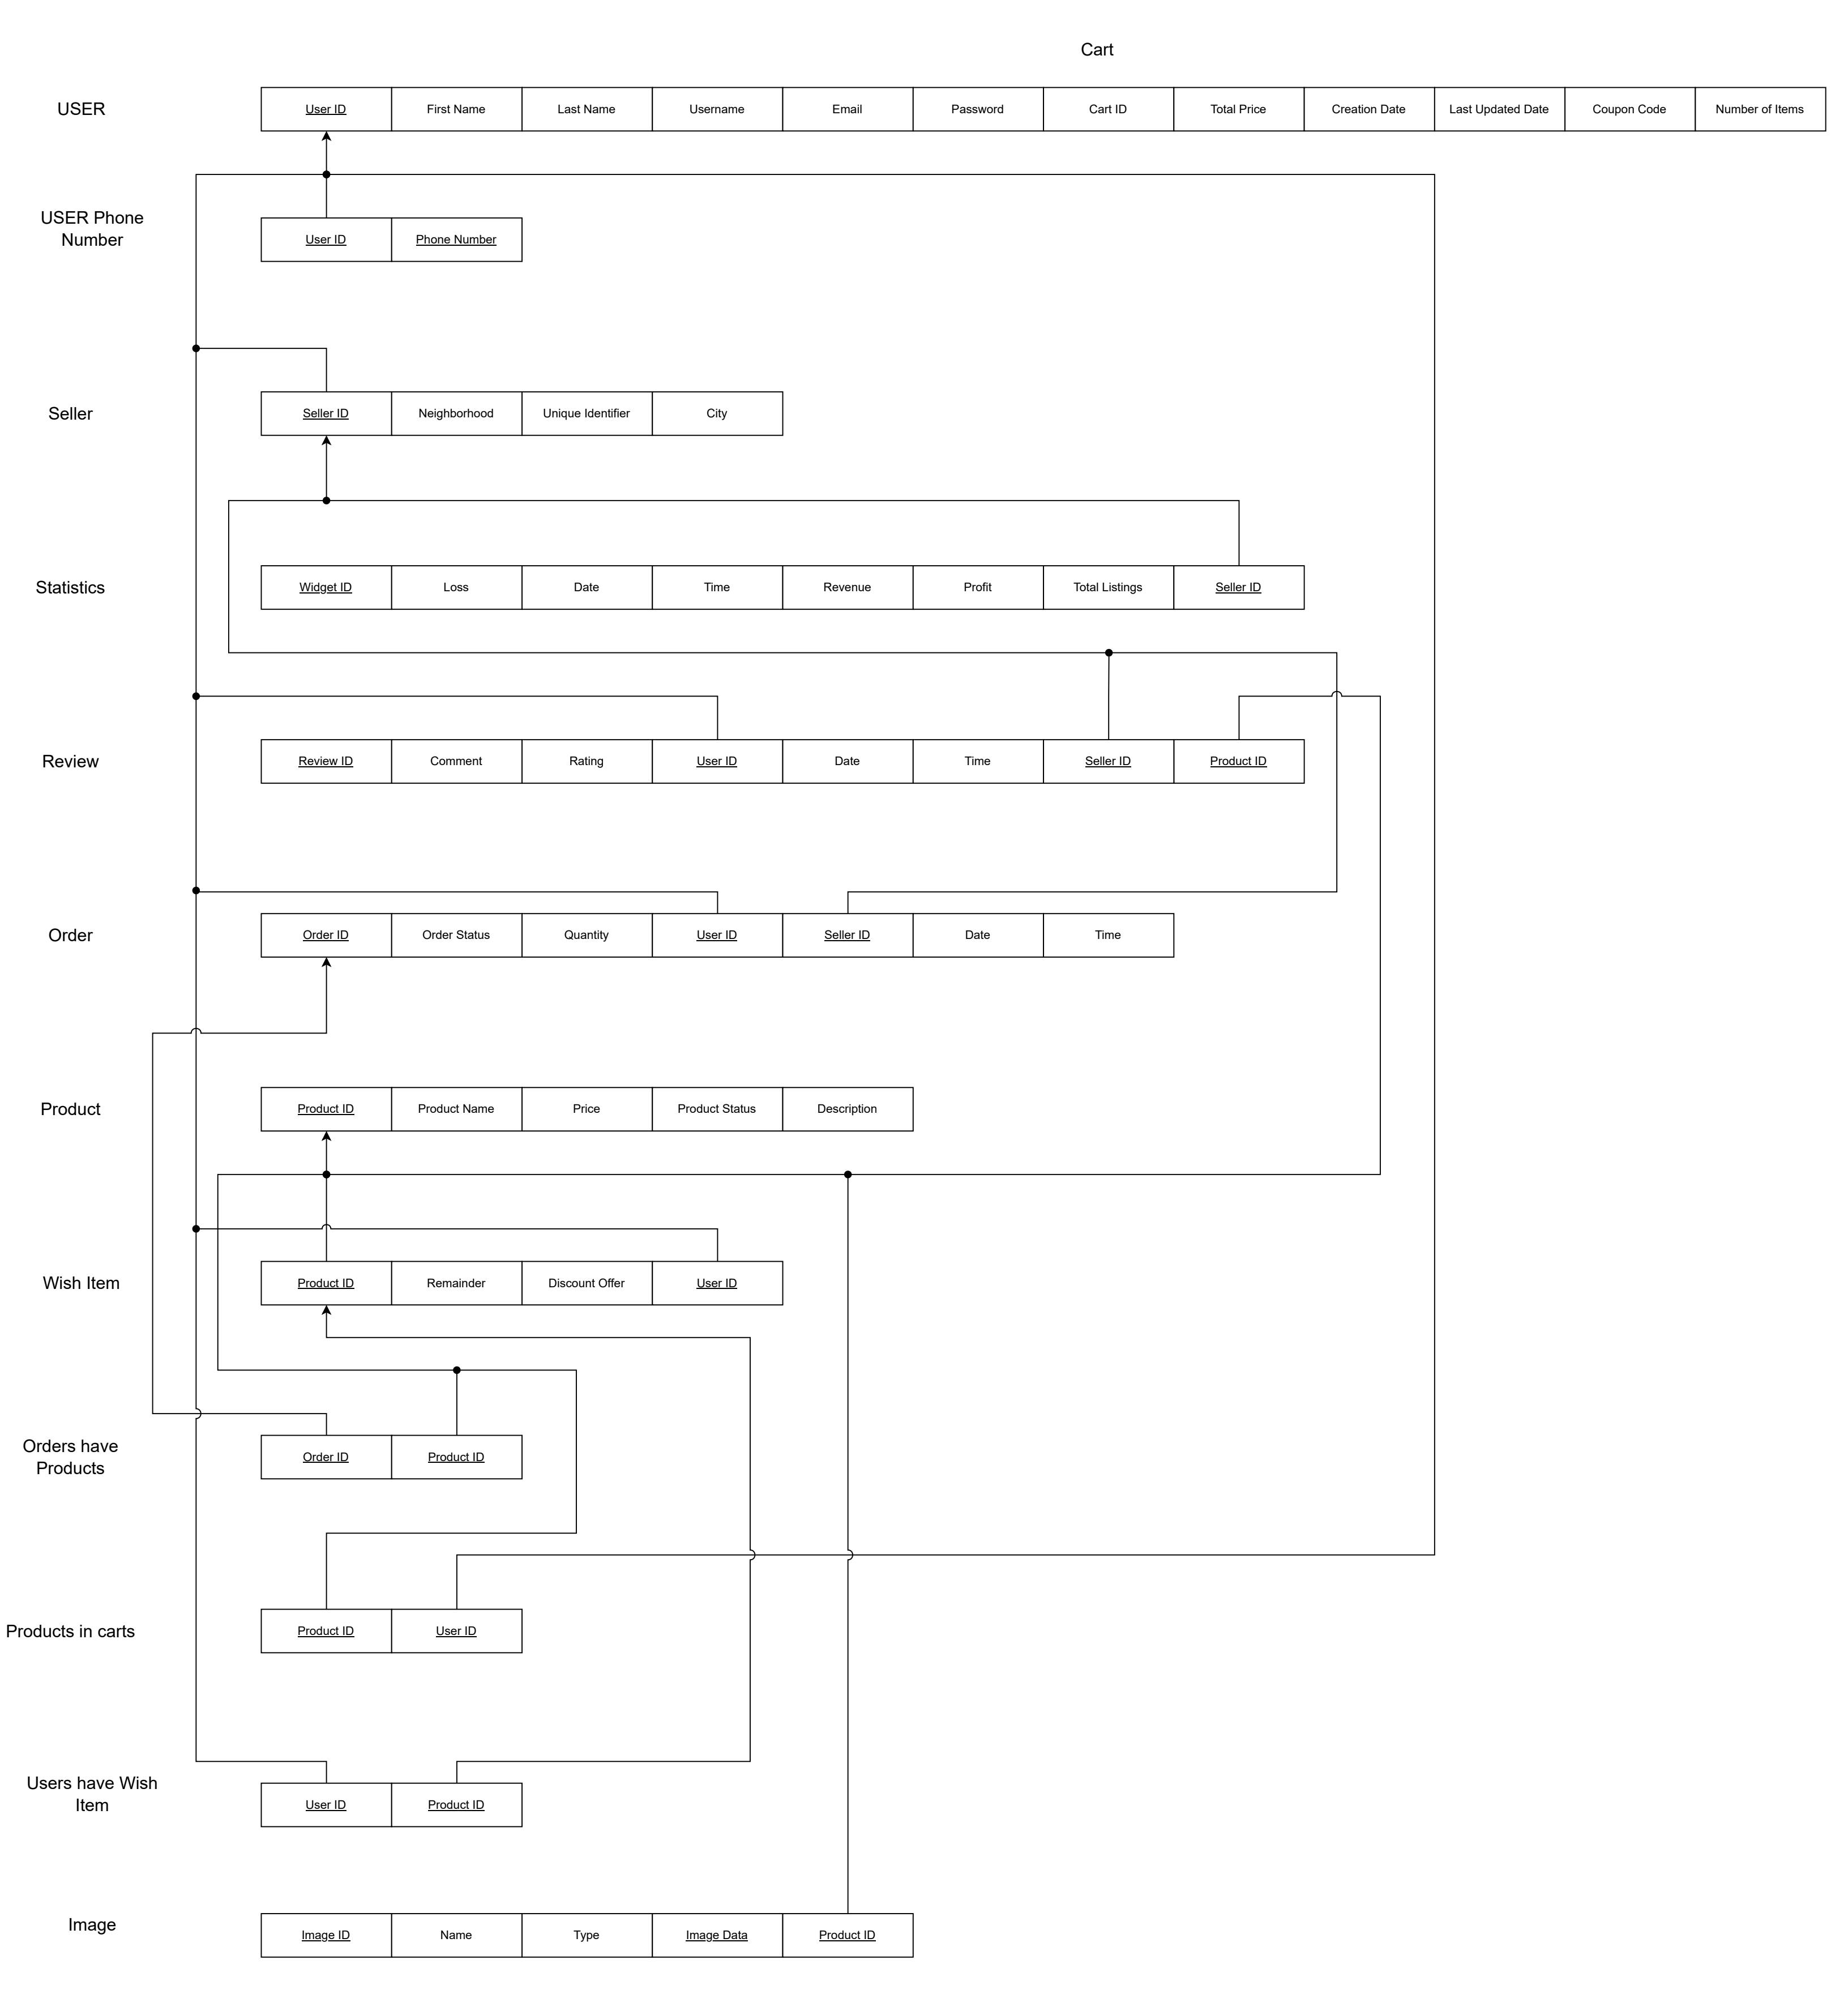 Cart
USER
User ID
First Name
Last Name
Username
Email
Password
Cart ID
Total Price
Creation Date
Last Updated Date
Coupon Code
Number of Items
USER Phone
Number
User ID
Phone Number
Seller
Seller ID
Neighborhood
Unique Identifier
City
Statistics
Widget ID
Loss
Date
Time
Revenue
Profit
Total Listings
Seller ID
Review
Review ID
Comment
Rating
User ID
Date
Time
Seller ID
Product ID
Order
Order ID
Order Status
Quantity
User ID
Seller ID
Date
Time
Product
Product ID
Product Name
Price
Product Status
Description
Wish Item
Product ID
Remainder
Discount Offer
User ID
Orders have
Products
Order ID
Product ID
Products in carts
Product ID
User ID
Users have Wish
Item
User ID
Product ID
Image
Image ID
Name
Type
Image Data
Product ID